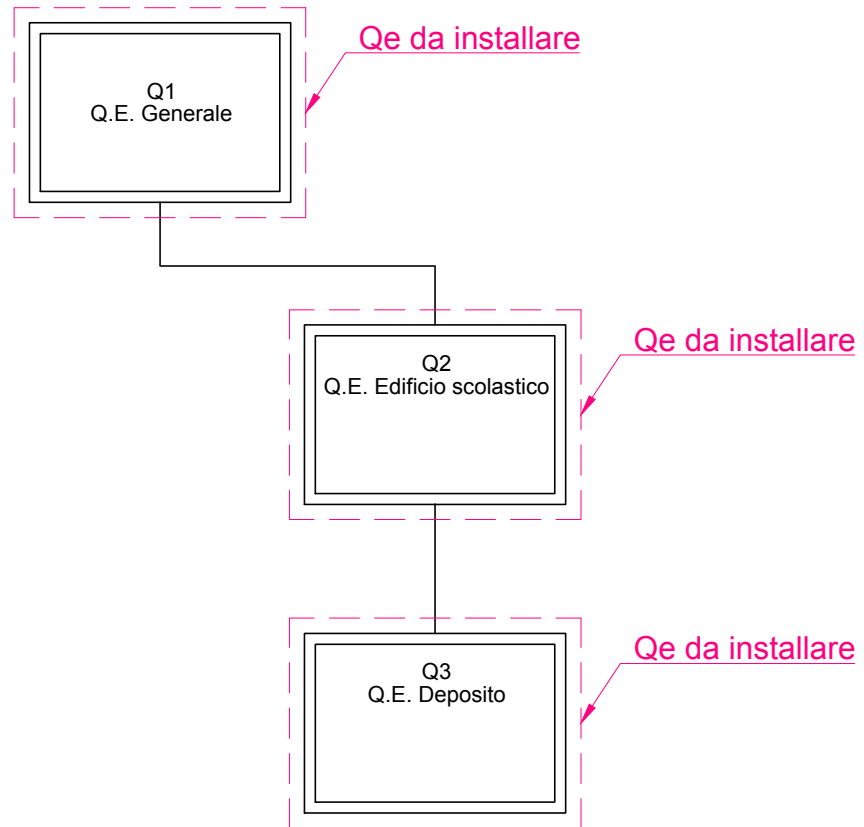 Qe da installare
Q1
Q.E. Generale
Qe da installare
Q2
Q.E. Edificio scolastico
Qe da installare
Q3
Q.E. Deposito